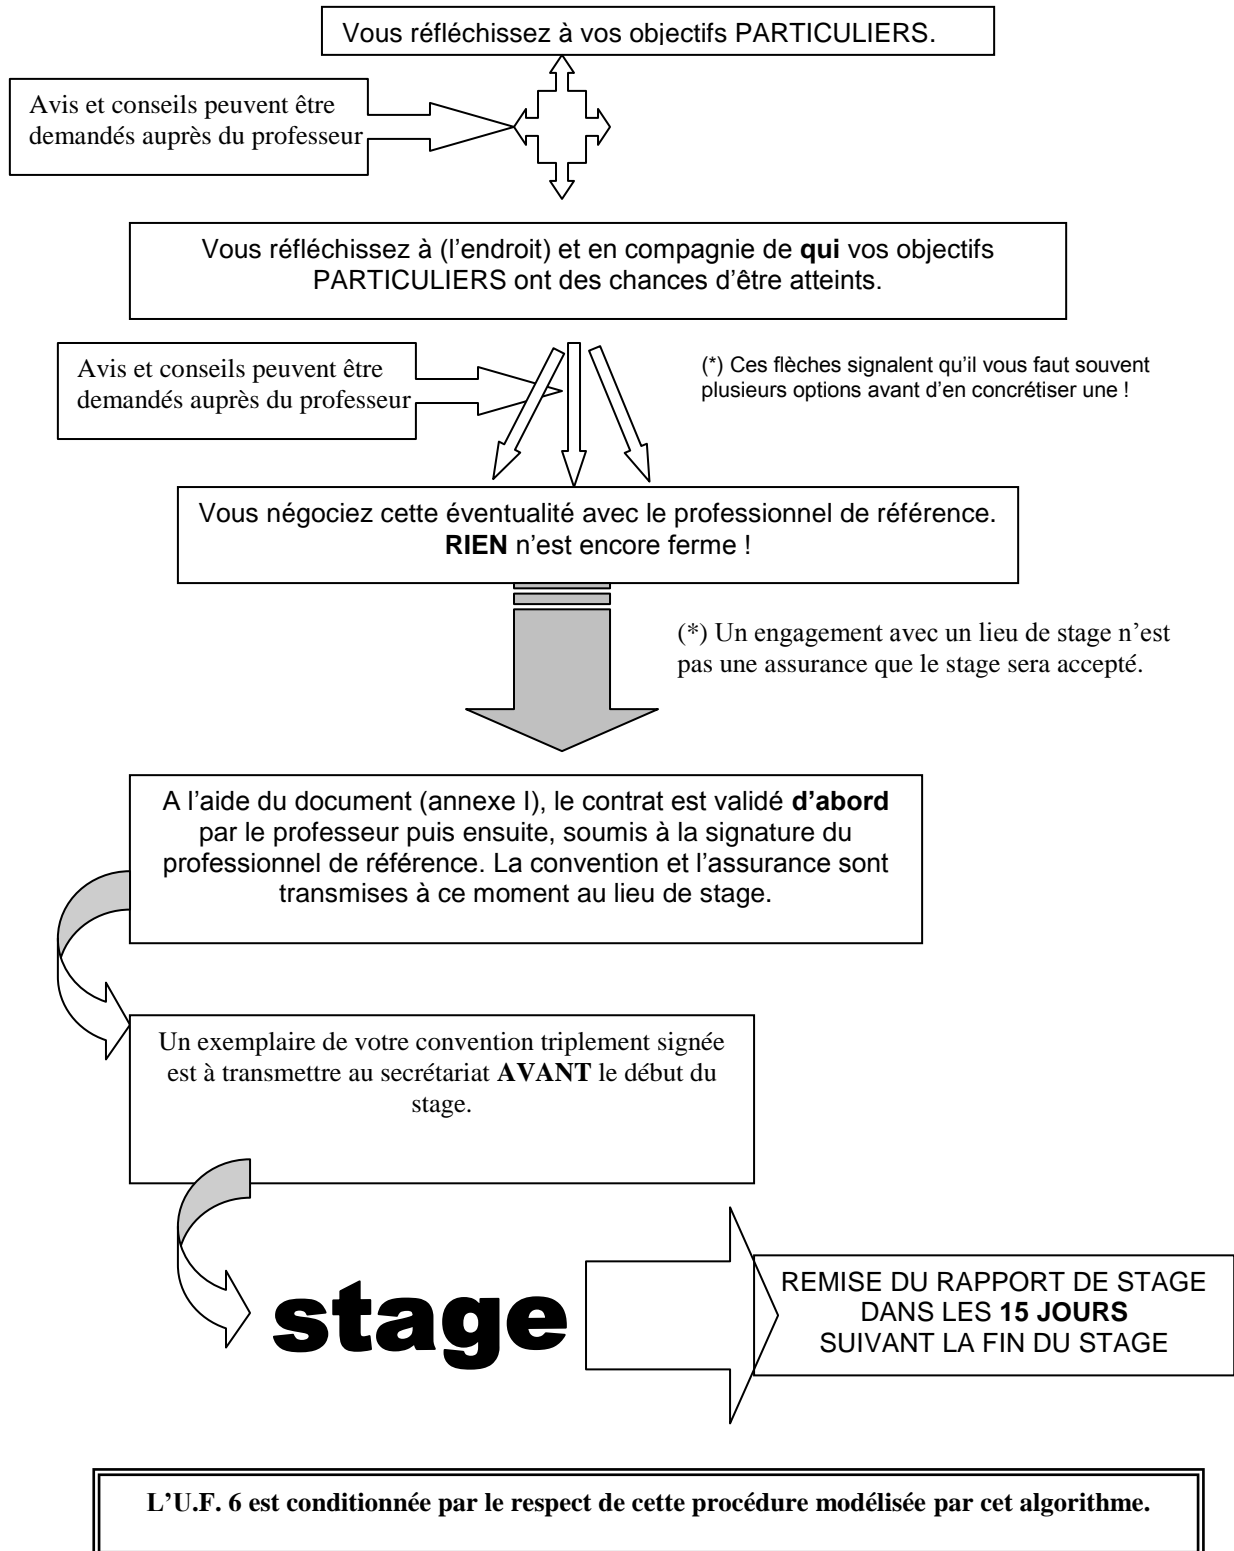 Vous réfléchissez à vos objectifs PARTICULIERS.
Avis et conseils peuvent être
demandés auprès du professeur
Vous réfléchissez à (l’endroit) et en compagnie de qui vos objectifs
PARTICULIERS ont des chances d’être atteints.
Avis et conseils peuvent être
demandés auprès du professeur
(*) Ces flèches signalent qu’il vous faut souvent
plusieurs options avant d’en concrétiser une !
Vous négociez cette éventualité avec le professionnel de référence.
RIEN n’est encore ferme !
(*) Un engagement avec un lieu de stage n’est
pas une assurance que le stage sera accepté.
A l’aide du document (annexe I), le contrat est validé d’abord
par le professeur puis ensuite, soumis à la signature du
professionnel de référence. La convention et l’assurance sont
transmises à ce moment au lieu de stage.
Un exemplaire de votre convention triplement signée
est à transmettre au secrétariat AVANT le début du
stage.
stage
REMISE DU RAPPORT DE STAGE
DANS LES 15 JOURS
SUIVANT LA FIN DU STAGE
L’U.F. 6 est conditionnée par le respect de cette procédure modélisée par cet algorithme.